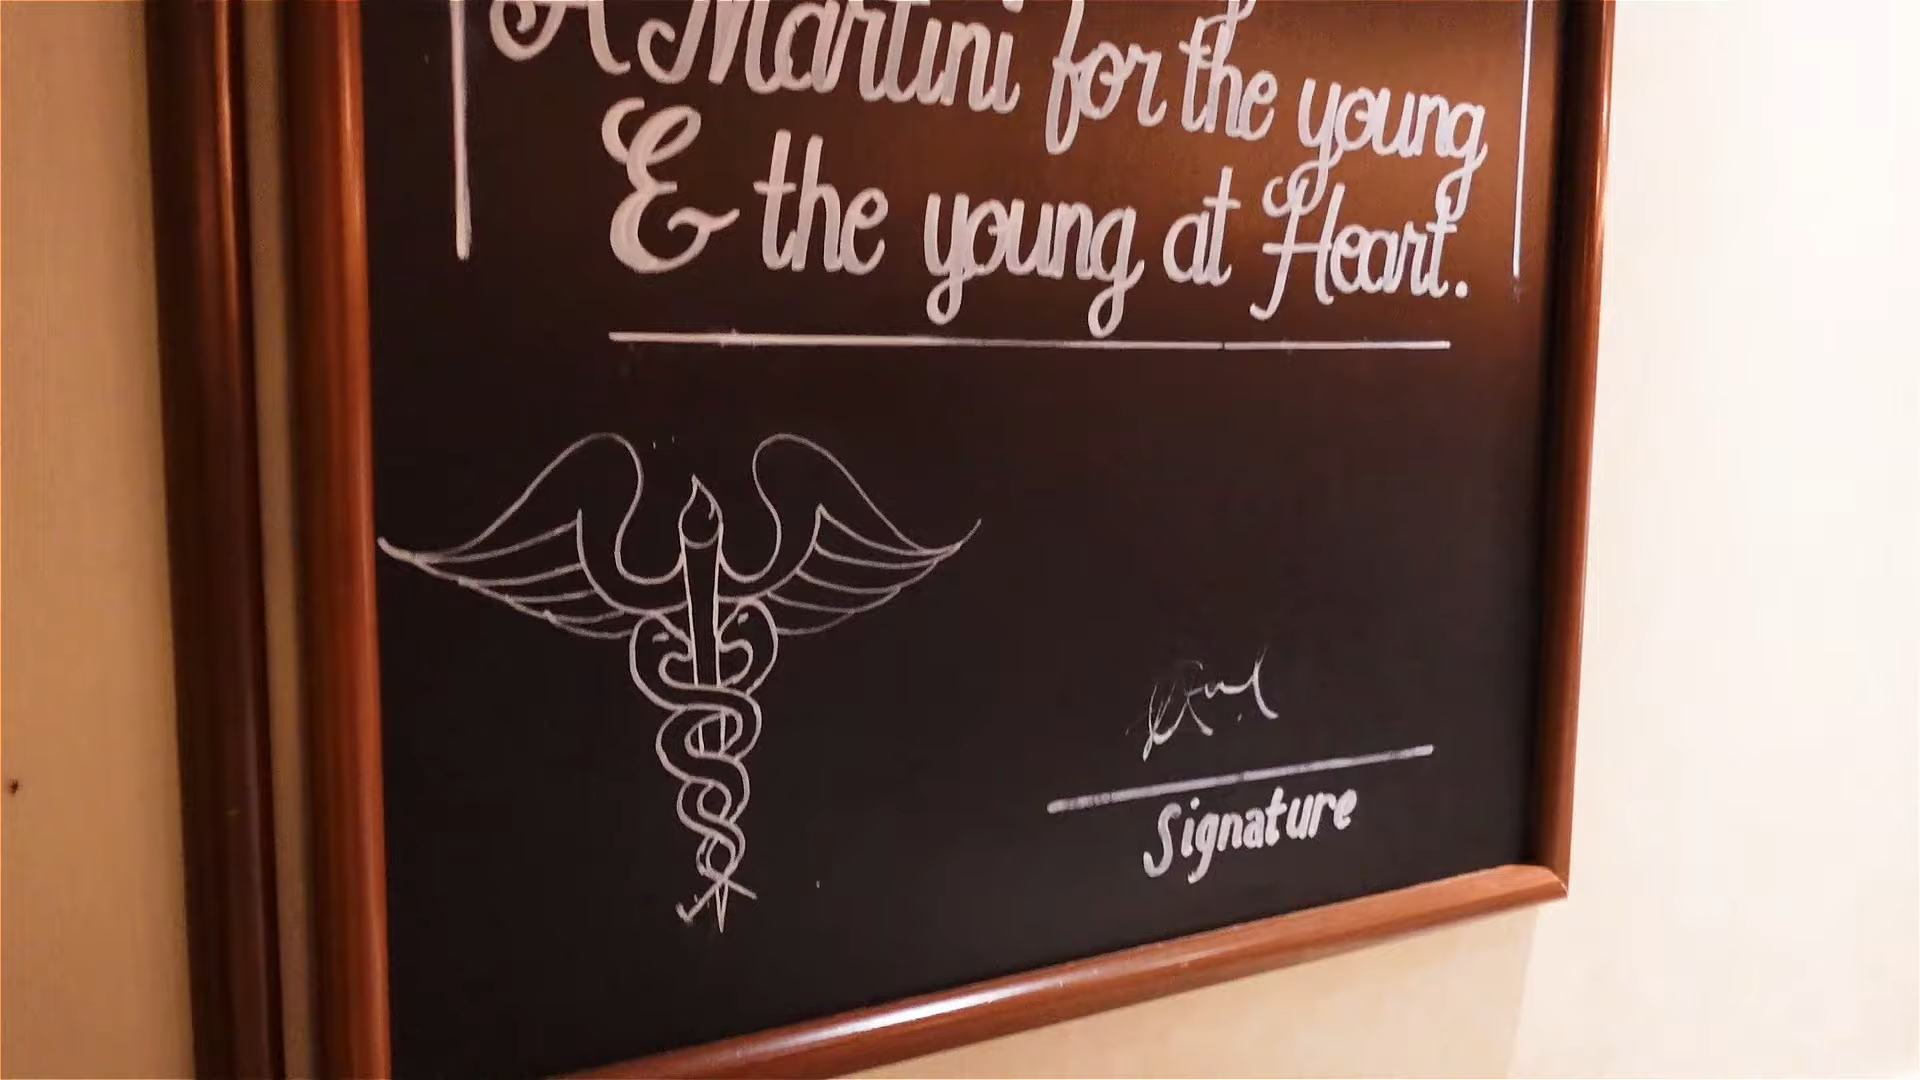 A Martini for the young
& the young at Heart.
Signature